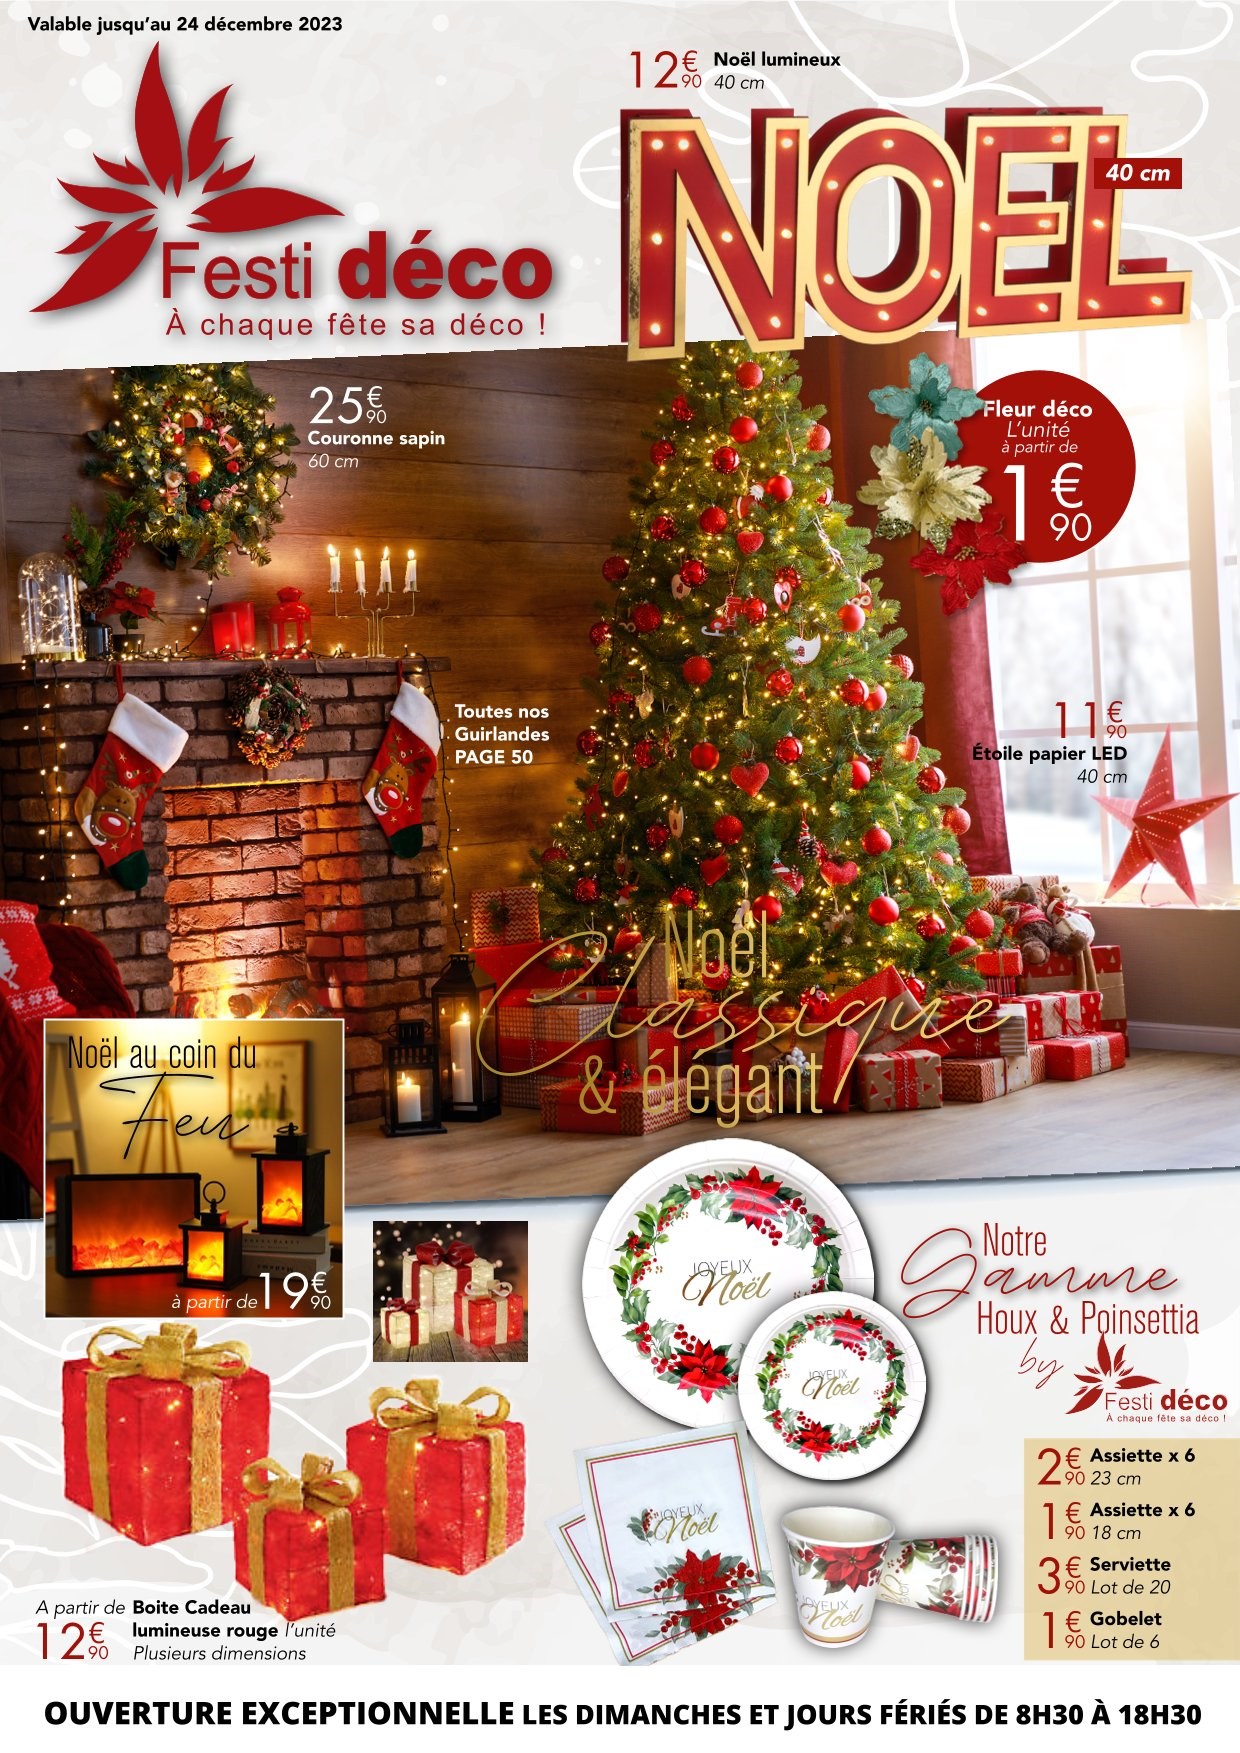 Valable jusqu'au 24 décembre 2023
Festi déco
À chaque fête sa déco !
12€90 Noël lumineux
40 cm
NOEL
40 cm
25€90
Couronne sapin
60 cm
Fleur déco
L'unité
à partir de
1€90
Toutes nos
Guirlandes
PAGE 50
11€90
Étoile papier LED
40 cm
Noël
Classique
& élégant
Noël au coin du
Feu
à partir de 19€90
JOYEUX
Noël
JOYEUX
Noël
Notre
Gamme
Houx & Poinsettia
by
Festi déco
À chaque fête sa déco !
JOYEUX
Noël
JOYEUX
Noël
2€90 Assiette x 6
23 cm
1€90 Assiette x 6
18 cm
3€90 Serviette
Lot de 20
1€90 Gobelet
Lot de 6
A partir de Boite Cadeau
12€90 lumineuse rouge l'unité
Plusieurs dimensions
OUVERTURE EXCEPTIONNELLE LES DIMANCHES ET JOURS FÉRIÉS DE 8H30 À 18H30